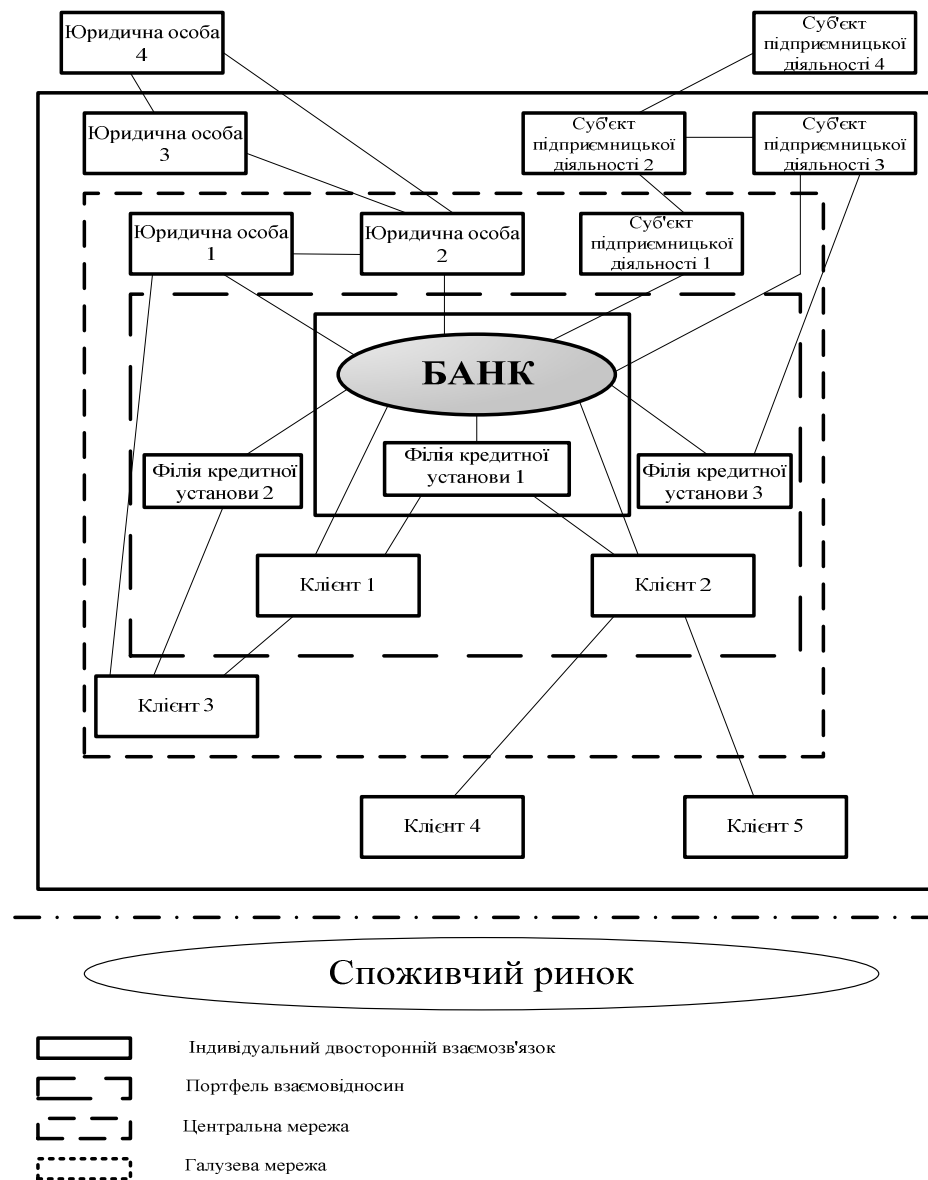 Юридична особа
4
Суб'єкт
підприємницької
діяльності 4
Юридична особа
3
Суб'єкт
підприємницької
діяльності 2
Суб'єкт
підприємницької
діяльності 3
Юридична особа
1
Юридична особа
2
Суб'єкт
підприємницької
діяльності 1
БАНК
Філія кредитної
установи 2
Філія кредитної
установи 1
Філія кредитної
установи 3
Клієнт 1
Клієнт 2
Клієнт 3
Клієнт 4
Клієнт 5
Споживчий ринок
Індивідуальний двосторонній взаємозв'язок
Портфель взаємовідносин
Центральна мережа
Галузева мережа